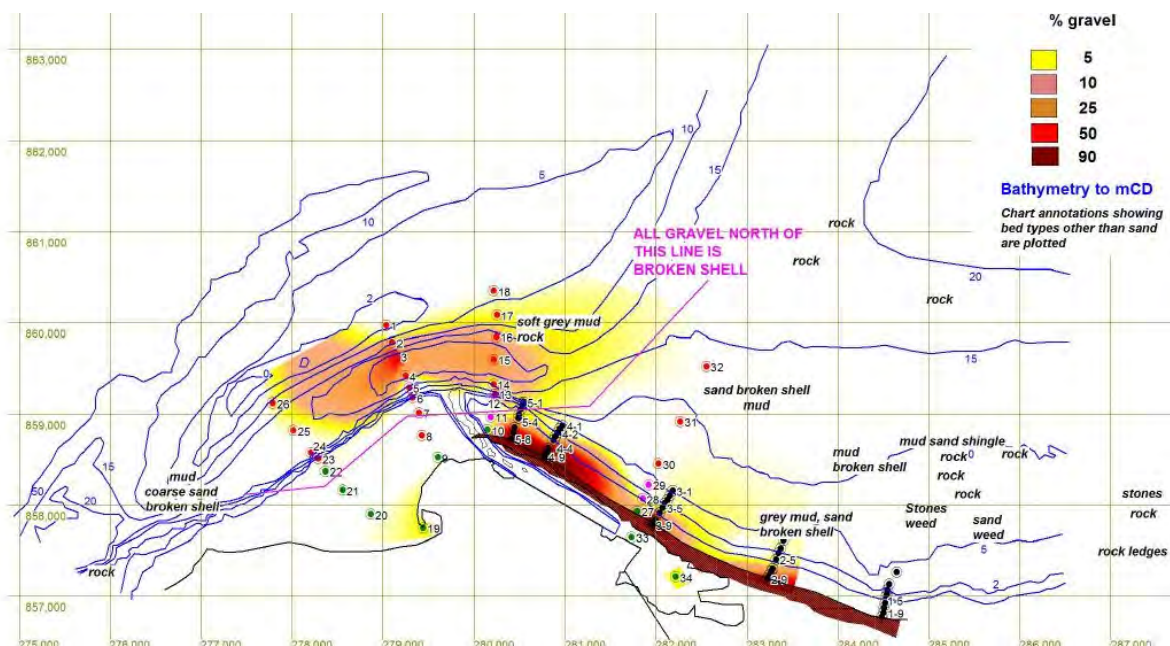 % gravel
5
10
25
50
90
Bathymetry to mCD
Chart annotations showing
bed types other than sand
are plotted
863,000
862,000
861,000
860,000
859,000
858,000
857,000
10
15
5
10
20
15
2
0
D
15
20
50
0
5
2
ALL GRAVEL NORTH OF
THIS LINE IS
BROKEN SHELL
rock
rock
rock
soft grey mud
rock
sand broken shell
mud
mud sand shingle
rock
rock
rock
rock
mud
broken shell
stones
rock
Stones
weed
sand
weed
rock ledges
grey mud, sand
broken shell
mud
coarse sand
broken shell
rock
1
2
3
4
5
6
7
8
9
10
11
12
13
14
15
16
17
18
19
20
21
22
23
24
25
26
27
28
29
30
31
32
33
34
5-1
5-4
5-8
4-1
4-2
4-4
4-9
3-1
3-5
3-9
2-5
2-9
1-5
1-9
275,000
276,000
277,000
278,000
279,000
280,000
281,000
282,000
283,000
284,000
285,000
286,000
287,000